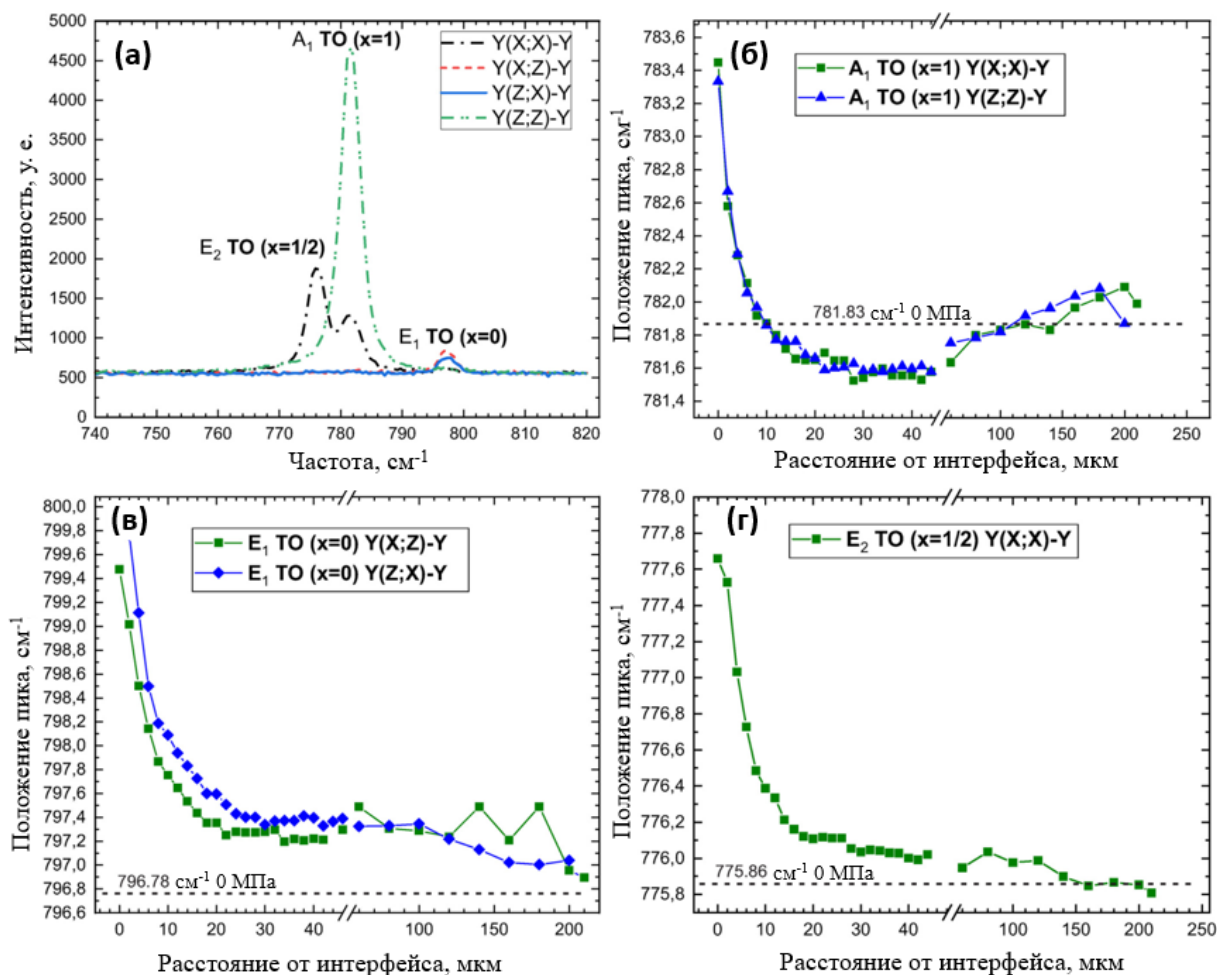 (а)
A₁ TO (x=1)
Y(X;X)-Y
Y(X;Z)-Y
Y(Z;X)-Y
Y(Z;Z)-Y
E₂ TO (x=1/2)
E₁ TO (x=0)
Интенсивность, у. е.
5000
4500
4000
3500
3000
2500
2000
1500
1000
500
0
740 750 760 770 780 790 800 810 820
Частота, см⁻¹
(б)
A₁ TO (x=1) Y(X;X)-Y
A₁ TO (x=1) Y(Z;Z)-Y
Положение пика, см⁻¹
783,6
783,4
783,2
783,0
782,8
782,6
782,4
782,2
782,0
781,8
781,6
781,4
781.83 см⁻¹ 0 МПа
0 10 20 30 40 100 150 200 250
Расстояние от интерфейса, мкм
(в)
E₁ TO (x=0) Y(X;Z)-Y
E₁ TO (x=0) Y(Z;X)-Y
Положение пика, см⁻¹
800,0
799,8
799,6
799,4
799,2
799,0
798,8
798,6
798,4
798,2
798,0
797,8
797,6
797,4
797,2
797,0
796,8
796,6
796.78 см⁻¹ 0 МПа
0 10 20 30 40 100 150 200
Расстояние от интерфейса, мкм
(г)
E₂ TO (x=1/2) Y(X;X)-Y
Положение пика, см⁻¹
778,0
777,8
777,6
777,4
777,2
777,0
776,8
776,6
776,4
776,2
776,0
775,8
775.86 см⁻¹ 0 МПа
0 10 20 30 40 100 150 200 250
Расстояние от интерфейса, мкм